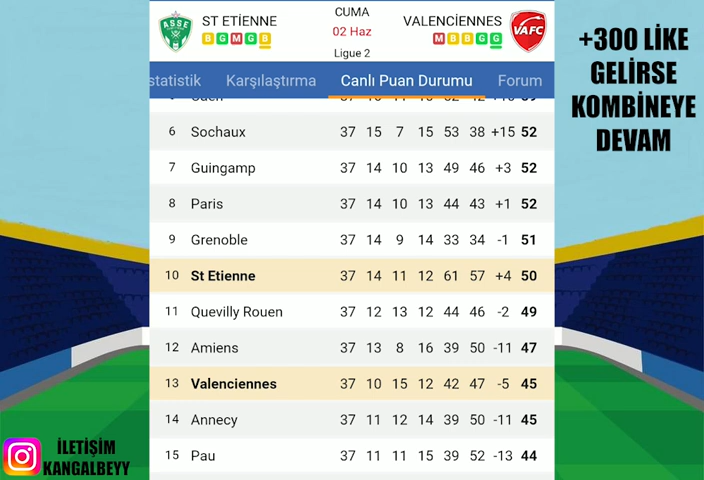 ST ETİENNE
B G M G B
CUMA
02 Haz
Ligue 2
VALENCİENNES
M B B G G
ASSE
VAFC
statistik Karşılaştırma Canlı Puan Durumu Forum
6 Sochaux 37 15 7 15 53 38 +15 52
7 Guingamp 37 14 10 13 49 46 +3 52
8 Paris 37 14 10 13 44 43 +1 52
9 Grenoble 37 14 9 14 33 34 -1 51
10 St Etienne 37 14 11 12 61 57 +4 50
11 Quevilly Rouen 37 12 13 12 44 46 -2 49
12 Amiens 37 13 8 16 39 50 -11 47
13 Valenciennes 37 10 15 12 42 47 -5 45
14 Annecy 37 11 12 14 39 50 -11 45
15 Pau 37 11 11 15 39 52 -13 44
+300 LİKE
GELİRSE
KOMBİNEYE
DEVAM
İLETİŞİM
KANGALBEYY